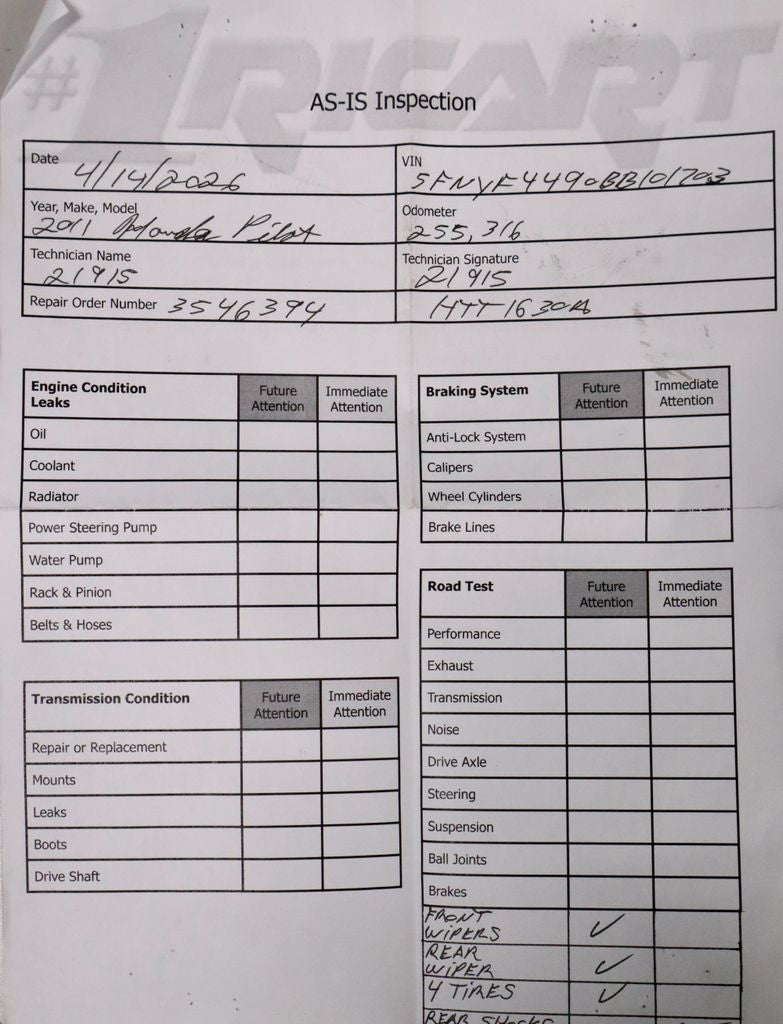 #1 RICART
AS-IS Inspection
Date 4/14/2026
VIN 5FNYF4490BB101703
Year, Make, Model 2011 Honda Pilot
Odometer 255,316
Technician Name 21915
Technician Signature 21915
Repair Order Number 3546394
Engine Condition Leaks Future Attention Immediate Attention
Oil
Coolant
Radiator
Power Steering Pump
Water Pump
Rack & Pinion
Belts & Hoses
Transmission Condition Future Attention Immediate Attention
Repair or Replacement
Mounts
Leaks
Boots
Drive Shaft
Braking System Future Attention Immediate Attention
Anti-Lock System
Calipers
Wheel Cylinders
Brake Lines
Road Test Future Attention Immediate Attention
Performance
Exhaust
Transmission
Noise
Drive Axle
Steering
Suspension
Ball Joints
Brakes
FRONT WIPERS ✓
REAR WIPER ✓
4 TIRES ✓
REAR SHOCKS